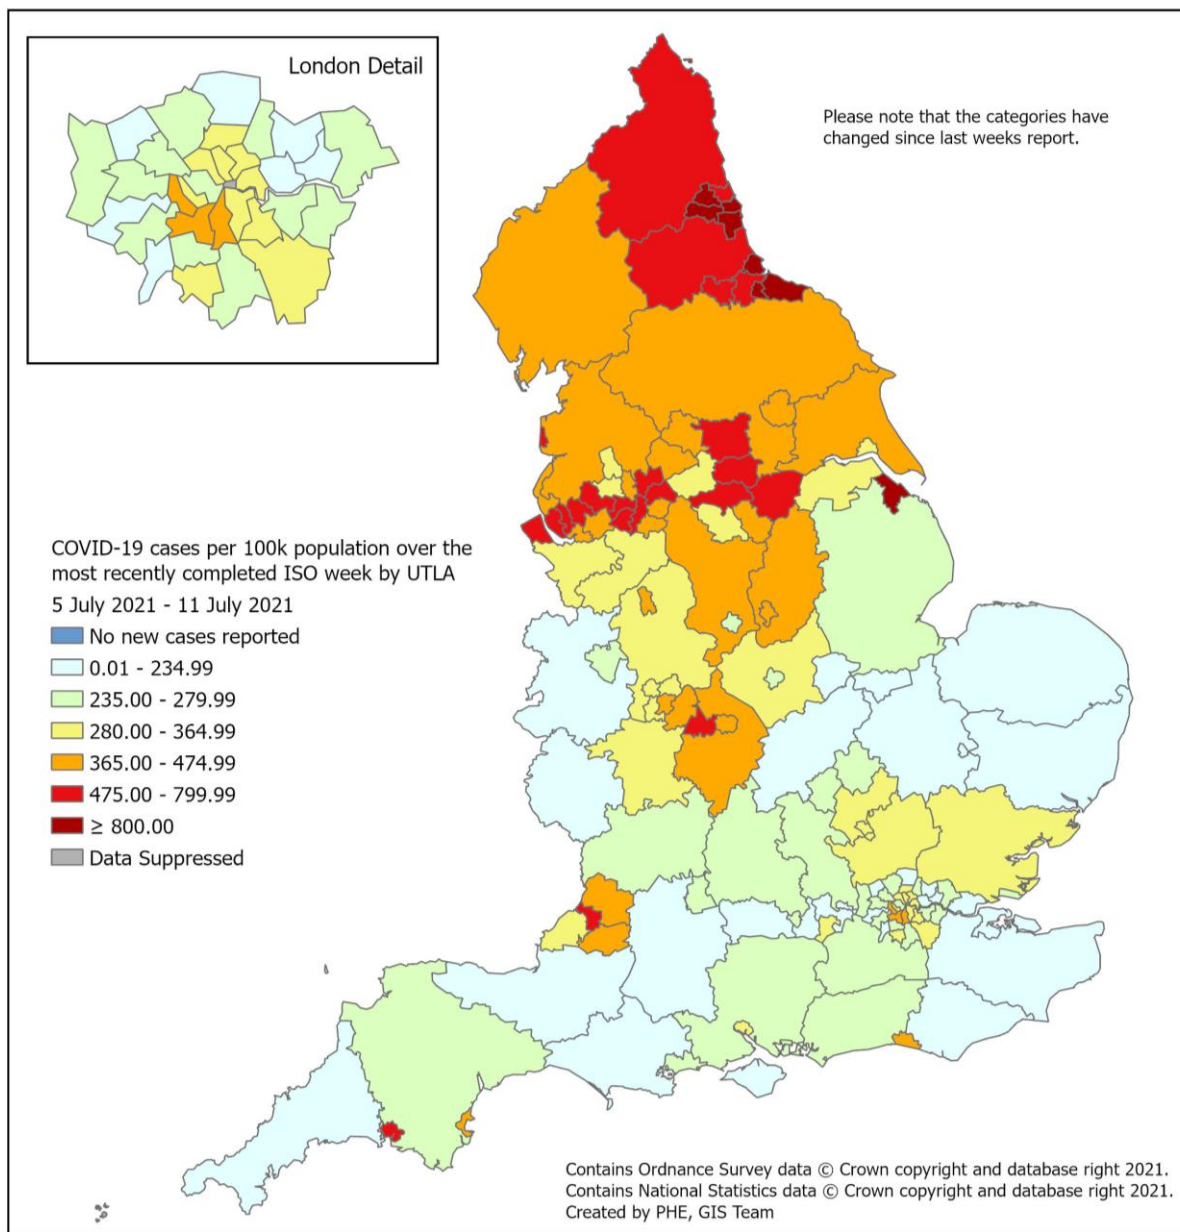 London Detail
Please note that the categories have
changed since last weeks report.
COVID-19 cases per 100k population over the
most recently completed ISO week by UTLA
5 July 2021 - 11 July 2021
No new cases reported
0.01 - 234.99
235.00 - 279.99
280.00 - 364.99
365.00 - 474.99
475.00 - 799.99
≥ 800.00
Data Suppressed
Contains Ordnance Survey data © Crown copyright and database right 2021.
Contains National Statistics data © Crown copyright and database right 2021.
Created by PHE, GIS Team